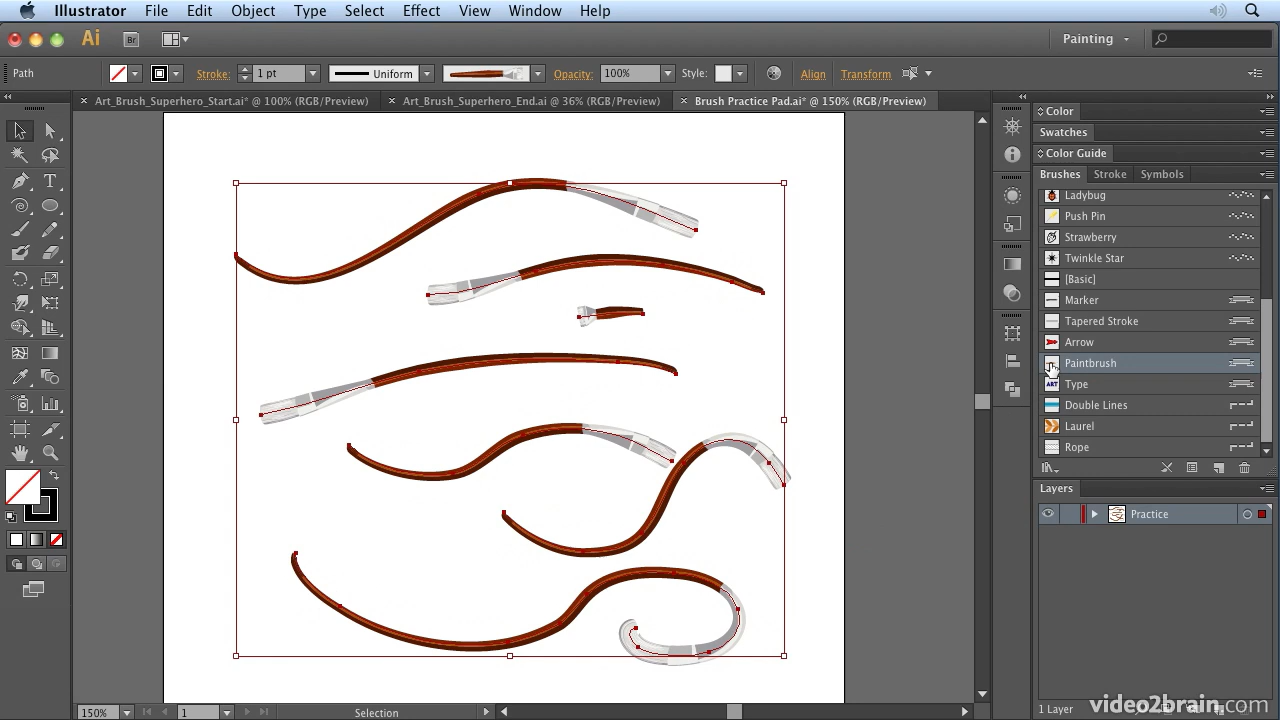 Illustrator File Edit Object Type Select Effect View Window Help
Ai Br Painting
Path Stroke: 1 pt Uniform Opacity: 100% Style: Align Transform
Art_Brush_Superhero_Start.ai* @ 100% (RGB/Preview) Art_Brush_Superhero_End.ai @ 36% (RGB/Preview) Brush Practice Pad.ai* @ 150% (RGB/Preview)
Color
Swatches
Color Guide
Brushes Stroke Symbols
Ladybug
Push Pin
Strawberry
Twinkle Star
[Basic]
Marker
Tapered Stroke
Arrow
Paintbrush
ART Type
Double Lines
Laurel
Rope
Layers
Practice
150% 1 Selection
1 Layer
video2brain.com